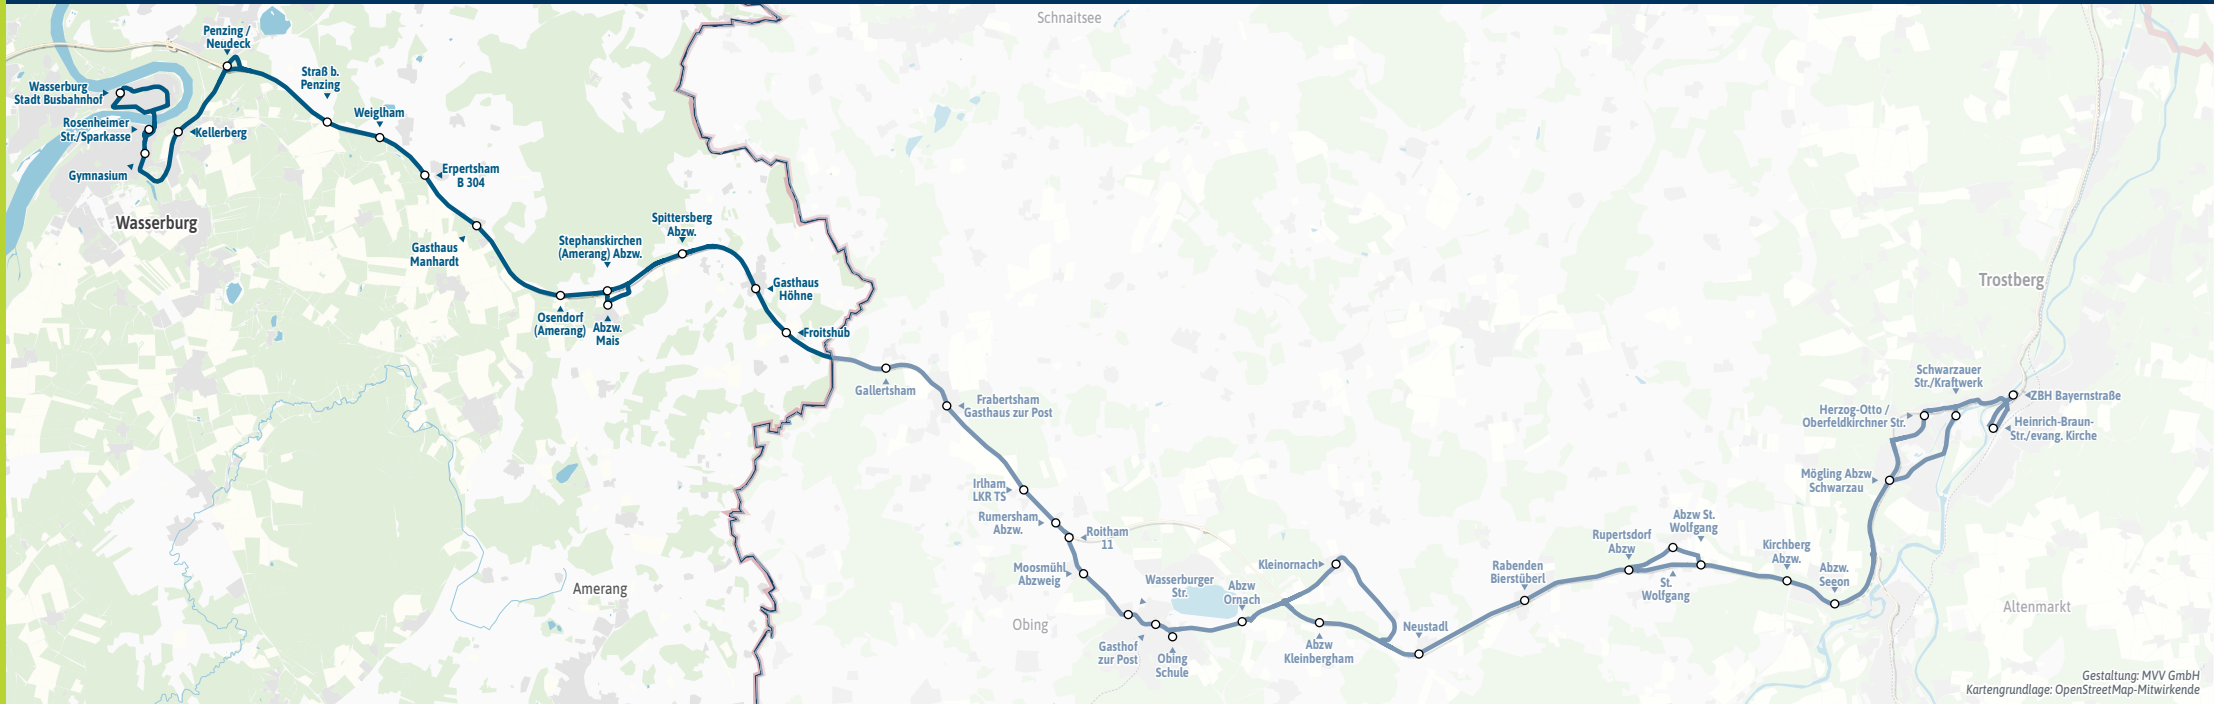 Schnaitsee
Penzing /
Neudeck
Straß b.
Penzing
Wasserburg
Stadt Busbahnhof
Weiglham
Rosenheimer
Str./Sparkasse
Kellerberg
Gymnasium
Erpertsham
B 304
Wasserburg
Gasthaus
Manhardt
Spittersberg
Abzw.
Stephanskirchen
(Amerang) Abzw.
Gasthaus
Höhne
Osendorf
(Amerang)
Abzw.
Mais
Froitshub
Gallertsham
Frabertsham
Gasthaus zur Post
Trostberg
Schwarzauer
Str./Kraftwerk
ZBH Bayernstraße
Herzog-Otto /
Oberfeldkirchner Str.
Heinrich-Braun-
Str./evang. Kirche
Mögling Abzw
Schwarzau
Irlham
LKR TS
Rumersham
Abzw.
Roitham
11
Moosmühl
Abzweig
Amerang
Obing
Wasserburger
Str.
Gasthof
zur Post
Obing
Schule
Abzw
Ornach
Kleinornach
Abzw
Kleinbergham
Neustadl
Rabenden
Bierstüberl
Rupertsdorf
Abzw
Abzw St.
Wolfgang
St.
Wolfgang
Kirchberg
Abzw.
Abzw.
Seeon
Altenmarkt
Gestaltung: MVV GmbH
Kartengrundlage: OpenStreetMap-Mitwirkende